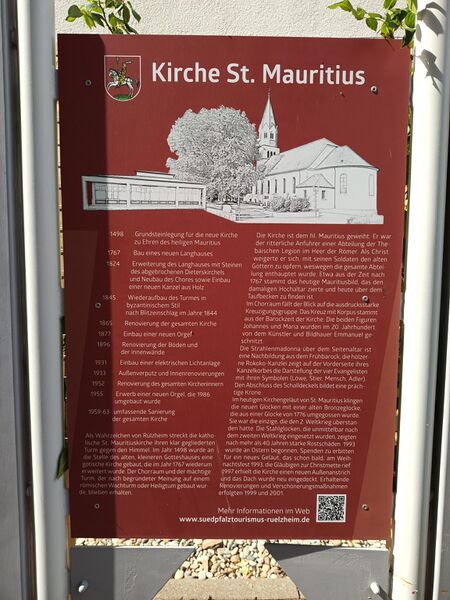 Kirche St. Mauritius
1498 Grundsteinlegung für die neue Kirche
zu Ehren des heiligen Mauritius
1767 Bau eines neuen Langhauses
1824 Erweiterung des Langhauses mit Steinen
des abgebrochenen Dieterskirchels
und Neubau des Chores sowie Einbau
einer neuen Kanzel aus Holz
1845 Wiederaufbau des Turmes in
byzantinischem Stil
nach Blitzeinschlag im Jahre 1844
1865 Renovierung der gesamten Kirche
1877 Einbau einer neuen Orgel
1896 Renovierung der Böden und
der Innenwände
1931 Einbau einer elektrischen Lichtanlage
1933 Außenverputz und Innenrenovierungen
1952 Renovierung des gesamten Kircheninnern
1955 Erwerb einer neuen Orgel, die 1986
umgebaut wurde
1959-63 umfassende Sanierung
der gesamten Kirche
Als Wahrzeichen von Rülzheim streckt die katho-
lische St. Mauritiuskirche ihren klar gegliederten
Turm gegen den Himmel. Im Jahr 1498 wurde an
die Stelle des alten, kleineren Gotteshauses eine
gotische Kirche gebaut, die im Jahr 1767 wiederum
erweitert wurde. Der Chorraum und der mächtige
Turm, der nach begründeter Meinung auf einem
römischen Wachturm oder Heiligtum gebaut wur-
de, blieben erhalten.
Die Kirche ist dem hl. Mauritius geweiht. Er war
der ritterliche Anführer einer Abteilung der The-
bäischen Legion im Heer der Römer. Als Christ
weigerte er sich, mit seinen Soldaten den alten
Göttern zu opfern, weswegen die gesamte Abtei-
lung enthauptet wurde. Etwa aus der Zeit nach
1767 stammt das heutige Mauritiusbild, das den
damaligen Hochaltar zierte und heute über dem
Taufbecken zu finden ist.
Im Chorraum fällt der Blick auf die ausdrucksstarke
Kreuzigungsgruppe. Das Kreuz mit Korpus stammt
aus der Barockzeit der Kirche. Die beiden Figuren
Johannes und Maria wurden im 20. Jahrhundert
von dem Künstler und Bildhauer Emmanuel ge-
schnitzt.
Die Strahlenmadonna über dem Seitenaltar ist
eine Nachbildung aus dem Frühbarock, die hölzer-
ne Rokoko-Kanzlei zeigt auf der Vorderseite ihres
Kanzelkorbes die Darstellung der vier Evangelisten
mit ihren Symbolen (Löwe, Stier, Mensch, Adler).
Den Abschluss des Schalldeckels bildet eine präch-
tige Krone.
Im heutigen Kirchengeläut von St. Mauritius klingen
die neuen Glocken mit einer alten Bronzeglocke,
die aus einer Glocke von 1776 umgegossen wurde.
Sie war die einzige, die den 2. Weltkrieg überstan-
den hatte. Die Stahlglocken, die unmittelbar nach
dem zweiten Weltkrieg eingesetzt wurden, zeigten
nach mehr als 40 Jahren starke Rostschäden. 1993
wurde an Ostern begonnen, Spenden zu erbitten
für ein neues Geläut, das schon bald, am Weih-
nachtsfest 1993, die Gläubigen zur Christmette rief.
1997 erhielt die Kirche einen neuen Außenanstrich
und das Dach wurde neu eingedeckt. Erhaltende
Renovierungen und Verschönerungsmaßnahmen
erfolgten 1999 und 2001.
Mehr Informationen im Web
www.suedpfalztourismus-ruelzheim.de